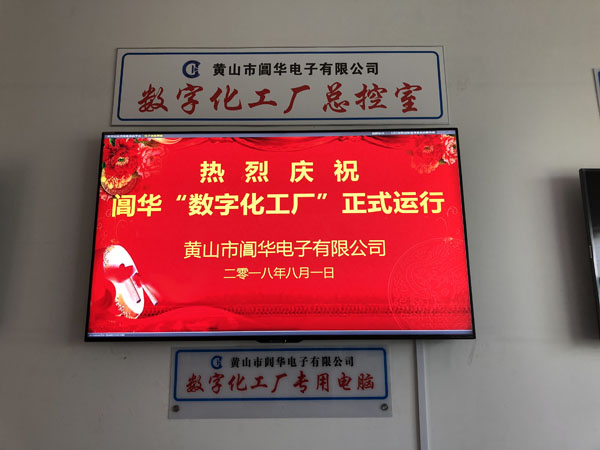 黄山市阊华电子有限公司
数字化工厂总控室
热烈庆祝
阊华“数字化工厂”正式运行
黄山市阊华电子有限公司
二零一八年八月一日
黄山市阊华电子有限公司
数字化工厂专用电脑